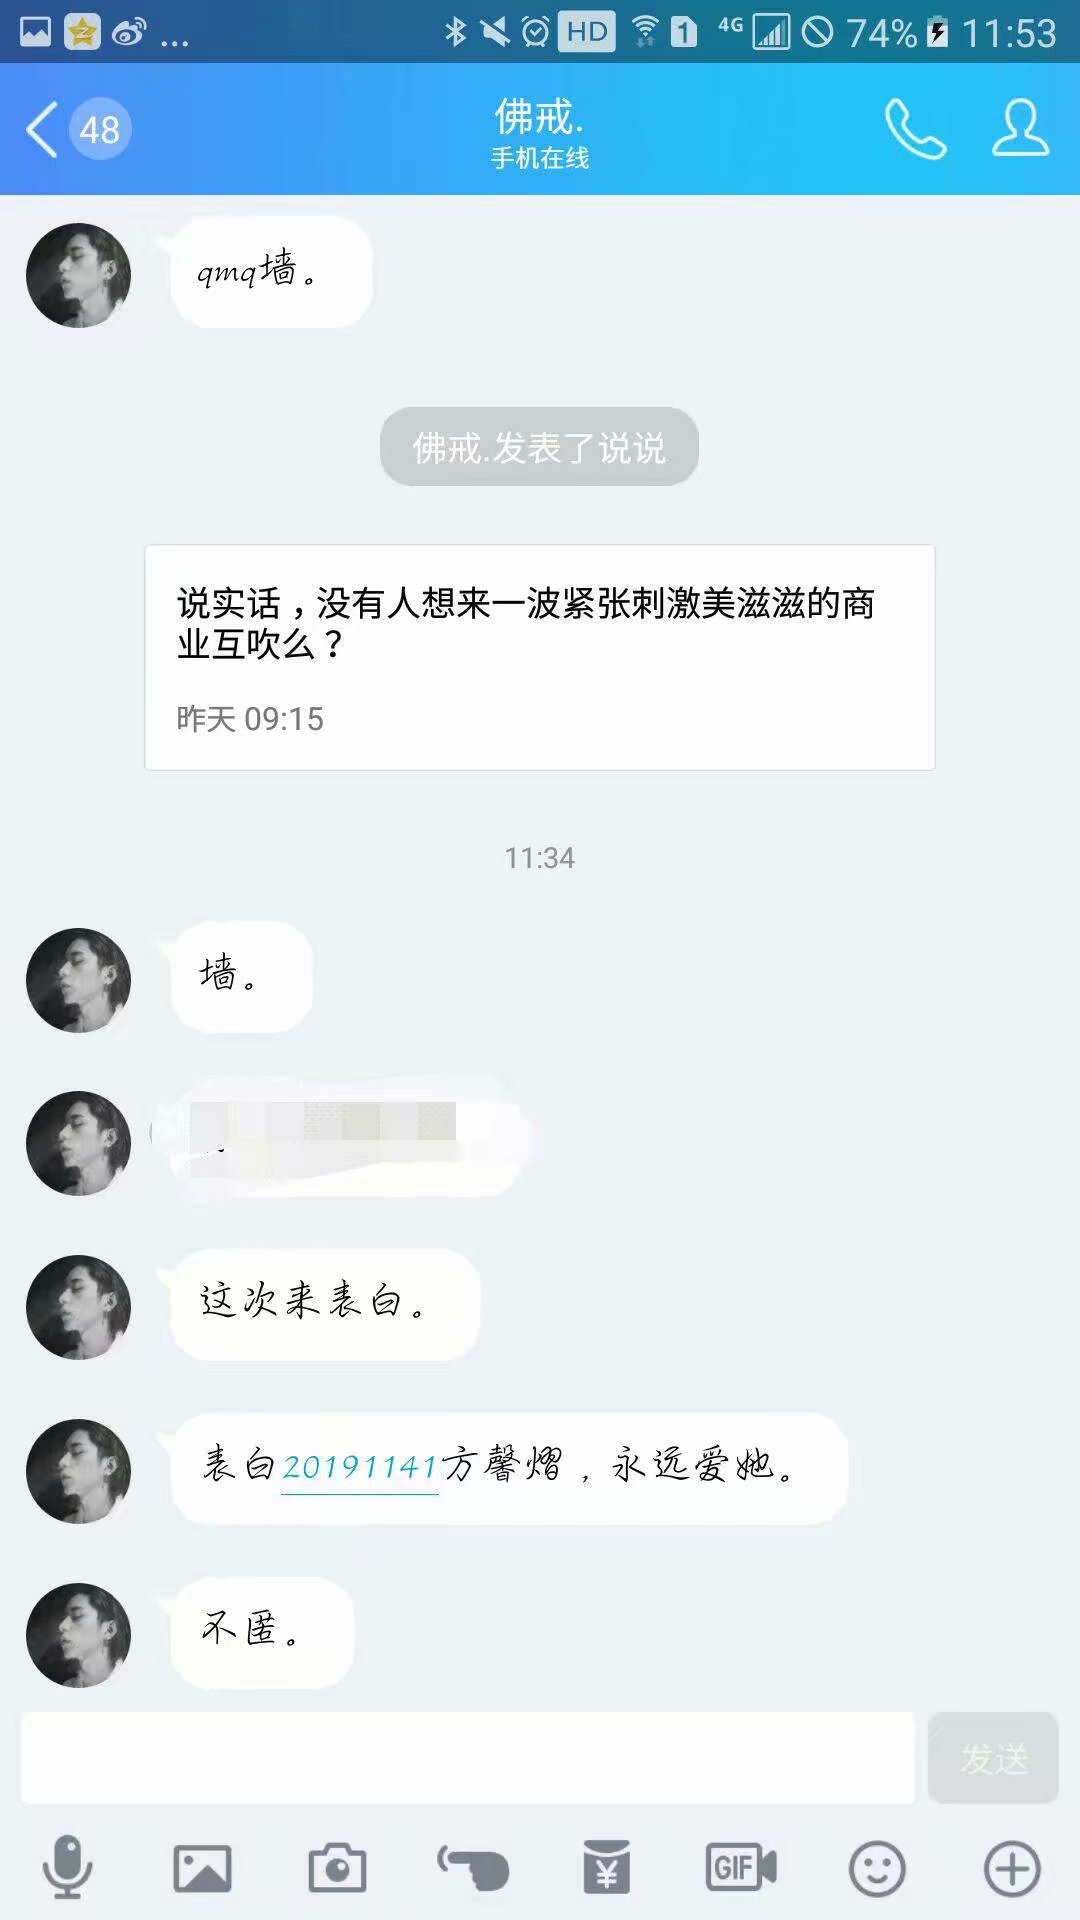 ... HD 1 4G 74% 11:53
48
佛戒.
手机在线
qmq墙。
佛戒.发表了说说
说实话，没有人想来一波紧张刺激美滋滋的商
业互吹么？
昨天 09:15
11:34
墙。
这次来表白。
表白20191141方馨熠，永远爱她。
不匿。
发送
GIF